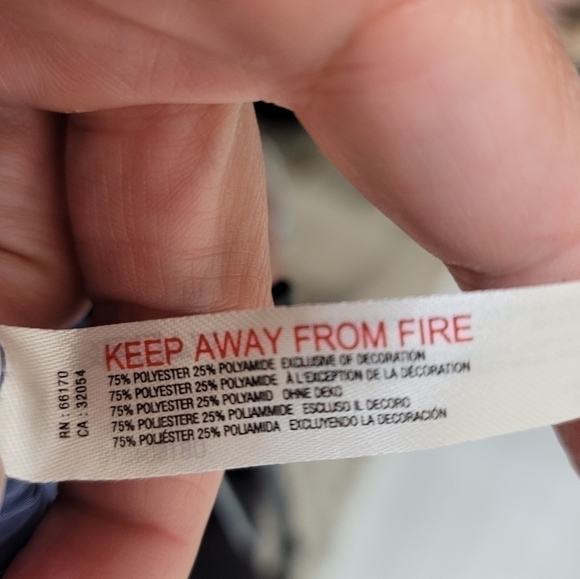 RN : 66170
CA : 32054
KEEP AWAY FROM FIRE
75% POLYESTER 25% POLYAMIDE EXCLUSIVE OF DECORATION
75% POLYESTER 25% POLYAMIDE À L'EXCEPTION DE LA DÉCORATION
75% POLYESTER 25% POLYAMID OHNE DEKO
75% POLIESTERE 25% POLIAMMIDE ESCLUSO IL DECORO
75% POLIÉSTER 25% POLIAMIDA EXCLUYENDO LA DECORACIÓN